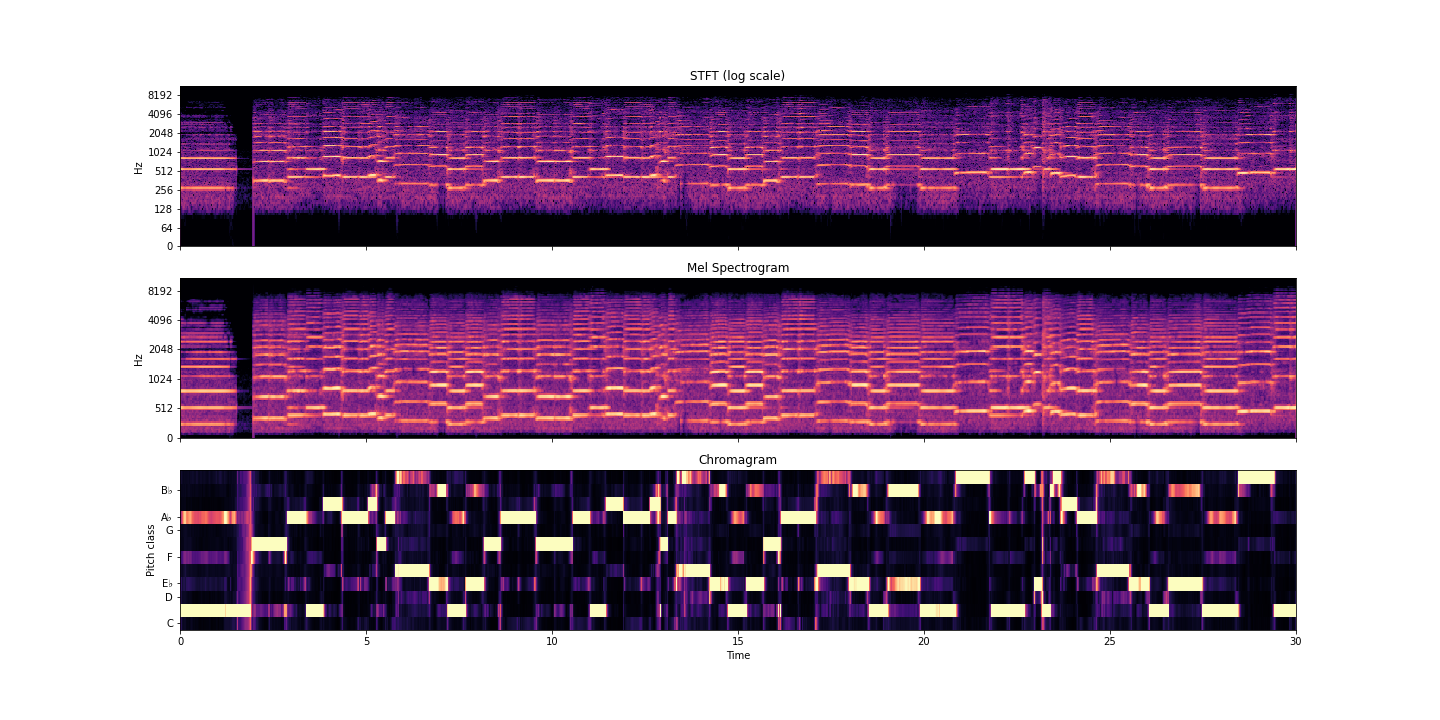 STFT (log scale)
8192
4096
2048
1024
512
256
128
64
0
Hz
Mel Spectrogram
8192
4096
2048
1024
512
0
Hz
Chromagram
B♭
A♭
G
F
E♭
D
C
Pitch class
0 5 10 15 20 25 30
Time